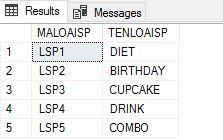 Results Messages
MALOAISP TENLOAISP
1 LSP1 DIET
2 LSP2 BIRTHDAY
3 LSP3 CUPCAKE
4 LSP4 DRINK
5 LSP5 COMBO